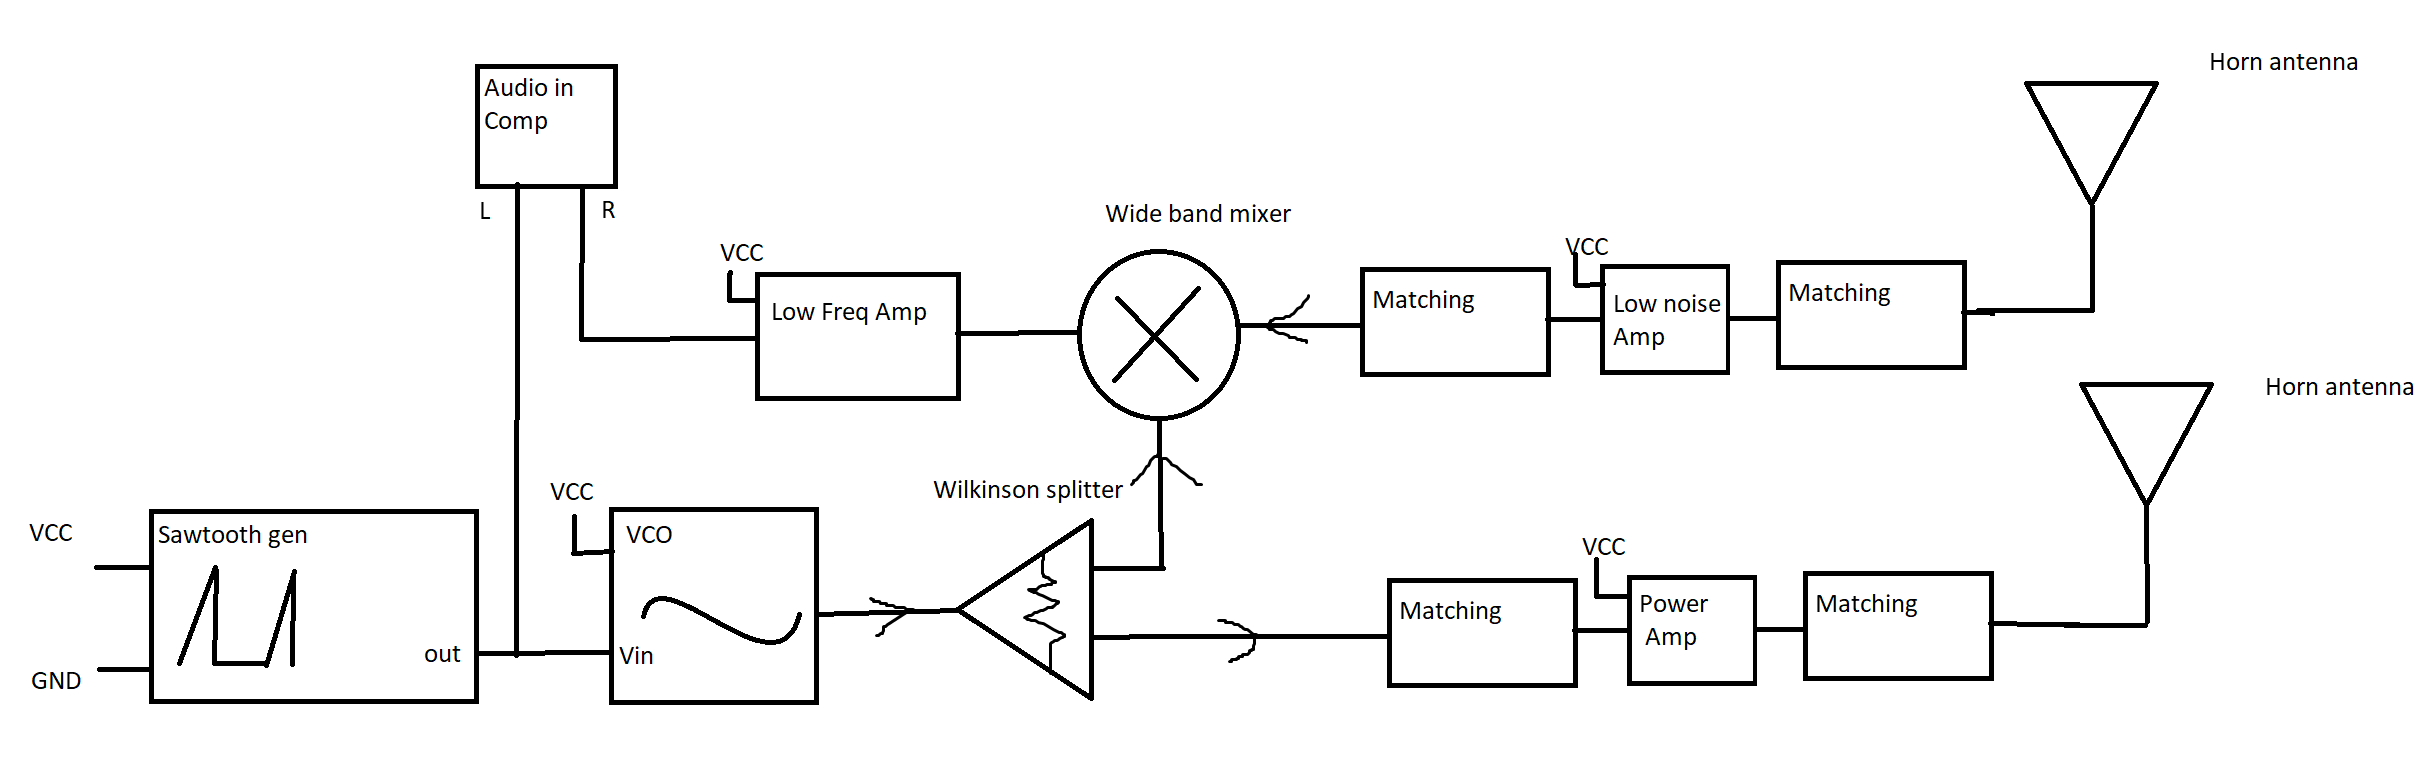 Horn antenna
Audio in
Comp
L
R
Wide band mixer
VCC
Low Freq Amp
Matching
VCC
Low noise
Amp
Matching
Horn antenna
Wilkinson splitter
VCC
Sawtooth gen
out
GND
VCC
VCO
Vin
Matching
VCC
Power
Amp
Matching